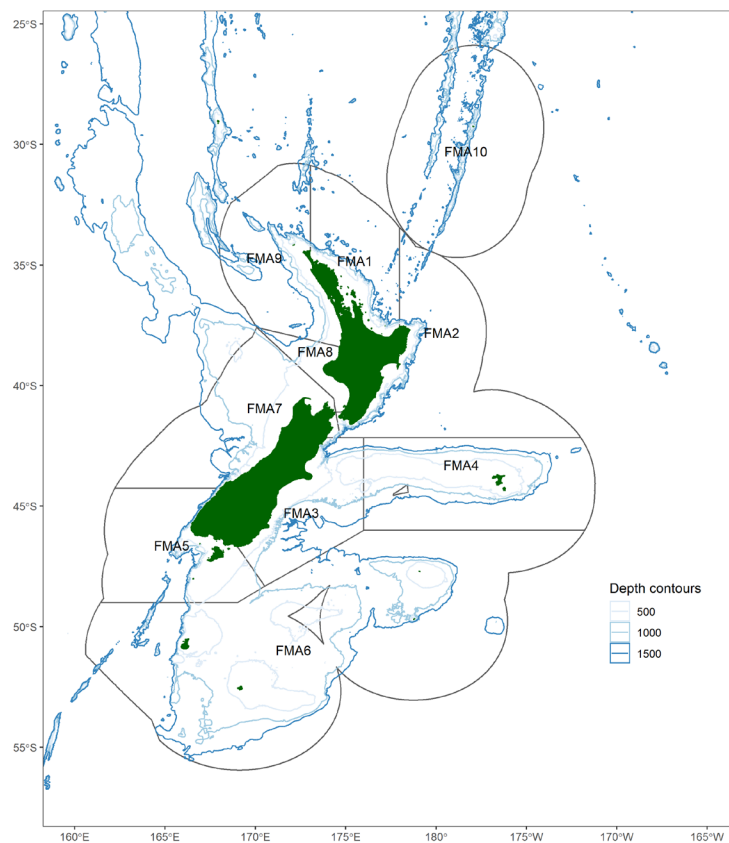 25°S
30°S
35°S
40°S
45°S
50°S
55°S
FMA10
FMA9
FMA1
FMA2
FMA8
FMA7
FMA4
FMA3
FMA5
FMA6
Depth contours
500
1000
1500
160°E
165°E
170°E
175°E
180°
175°W
170°W
165°W